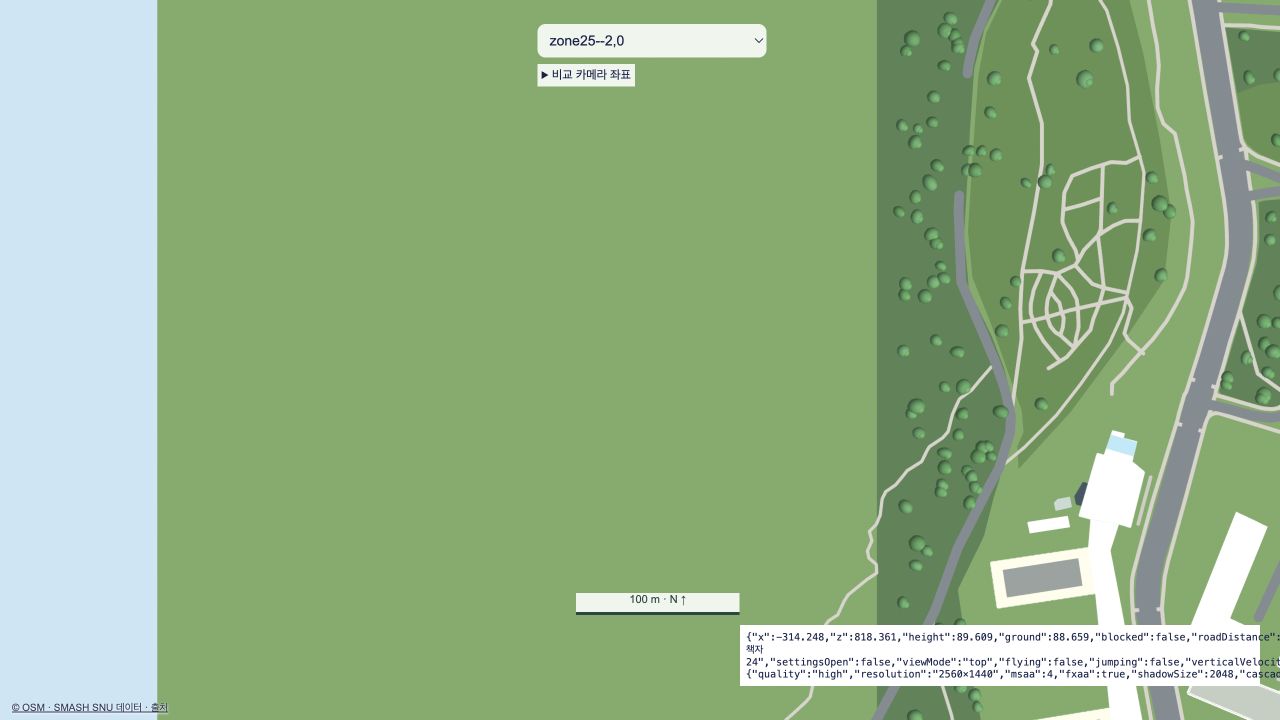 zone25--2,0
▶ 비교 카메라 좌표
100 m · N ↑
{"x":-314.248,"z":818.361,"height":89.609,"ground":88.659,"blocked":false,"roadDistance":
책자
24","settingsOpen":false,"viewMode":"top","flying":false,"jumping":false,"verticalVelocit
{"quality":"high","resolution":"2560×1440","msaa":4,"fxaa":true,"shadowSize":2048,"cascad
© OSM · SMASH SNU 데이터 · 출처